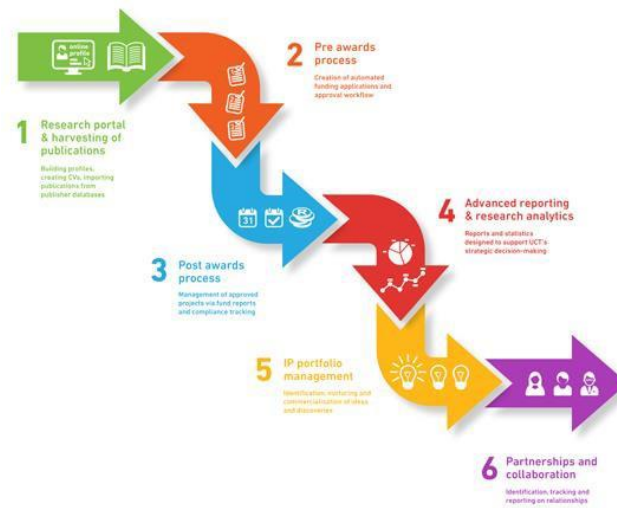 online
profile
1
Research portal
& harvesting of
publications
Building profiles,
creating CVs, importing
publications from
publisher databases
2
Pre awards
process
Creation of automated
funding applications and
approval workflow
31
R
3
Post awards
process
Management of approved
projects via fund reports
and compliance tracking
4
Advanced reporting
& research analytics
Reports and statistics
designed to support UCT's
strategic decision-making
5
IP portfolio
management
Identification, nurturing and
commercialisation of ideas
and discoveries
6
Partnerships and
collaboration
Identification, tracking and
reporting on relationships